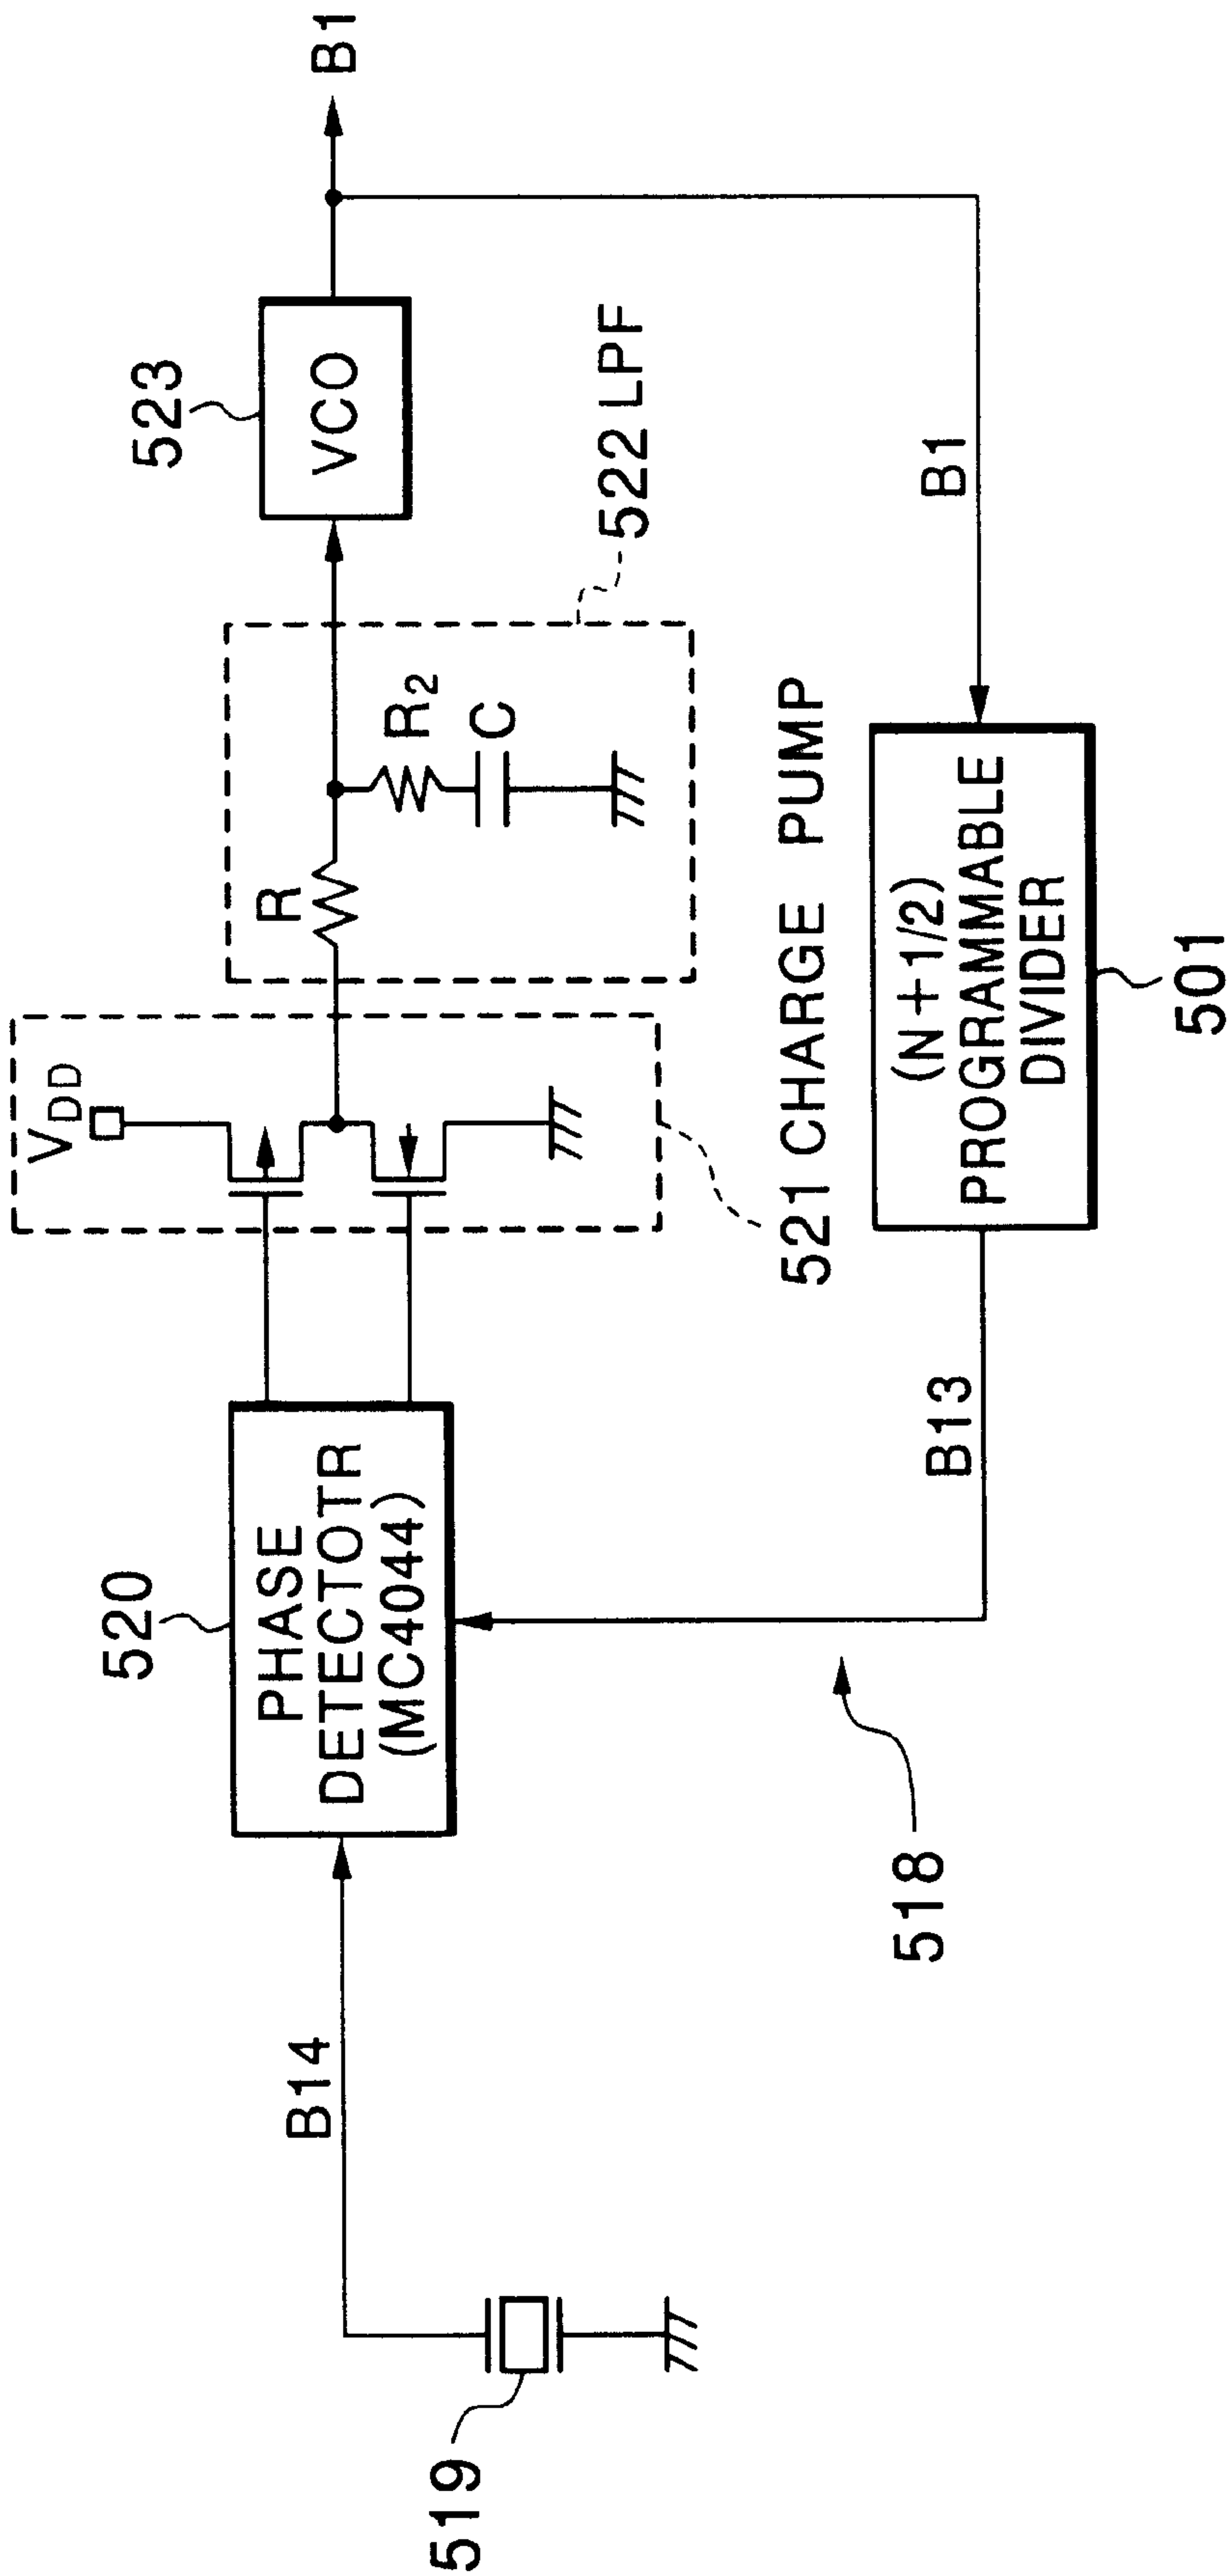 B1
523
VCO
522 LPF
R
R2
C
VDD
521 CHARGE PUMP
B1
520
PHASE
DETECTOTR
(MC4044)
(N+1/2)
PROGRAMMABLE
DIVIDER
501
B13
B14
518
519